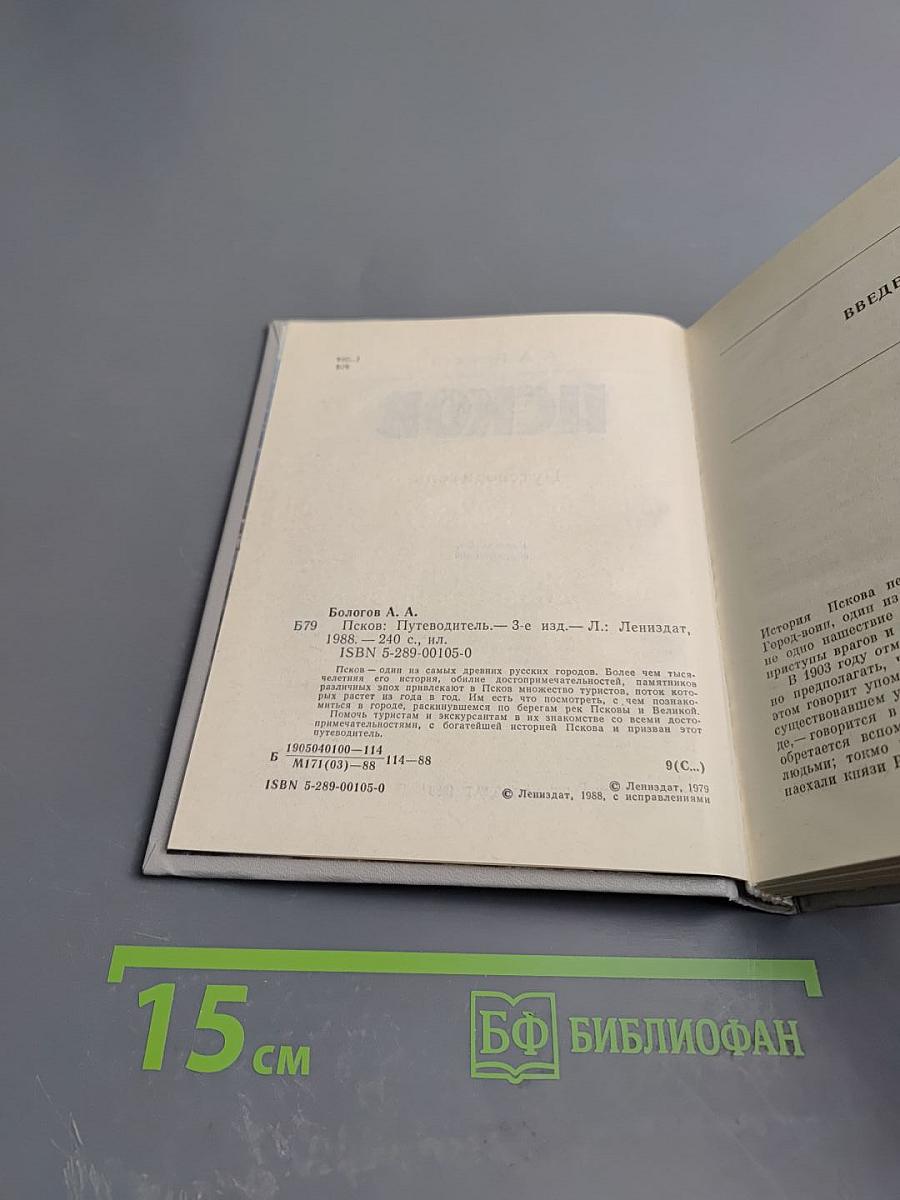 Б79
Бологов А. А.
Псков: Путеводитель.— 3-е изд.— Л.: Лениздат,
1988. — 240 с., ил.
ISBN 5-289-00105-0
Псков — один из самых древних русских городов. Более чем тыся-
челетняя его история, обилие достопримечательностей, памятников
различных эпох привлекают в Псков множество туристов, поток кото-
рых растет из года в год. Им есть что посмотреть, с чем познако-
миться в городе, раскинувшемся по берегам рек Псковы и Великой.
Помочь туристам и экскурсантам в их знакомстве со всеми досто-
примечательностями, с богатейшей историей Пскова и призван этот
путеводитель.
Б 1905040100—114
М171(03)—88 114—88
9(С...)
ISBN 5-289-00105-0
© Лениздат, 1979
© Лениздат, 1988, с исправлениями
ВВЕДЕ
История Пскова
Город-воин, один из
не одно нашествие
приступы врагов и
В 1903 году отм
но предполагать,
этом говорит упом
существовавшем у
де,— говорится в
обретается вспом
людьми; токмо
наехали князи
15 см
БФ БИБЛИОФАН